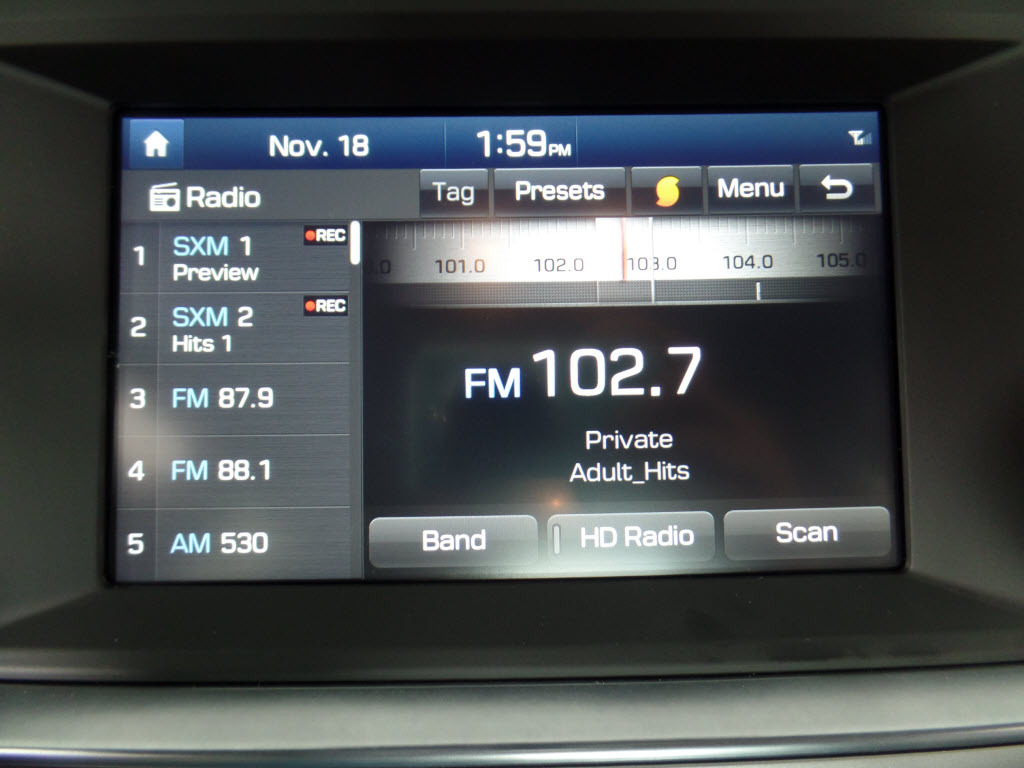 Nov. 18 1:59PM
Radio Tag Presets Menu
1 SXM 1 REC
Preview
2 SXM 2 REC
Hits 1
3 FM 87.9
4 FM 88.1
5 AM 530
101.0 102.0 103.0 104.0 105.0
FM 102.7
Private
Adult_Hits
Band HD Radio Scan